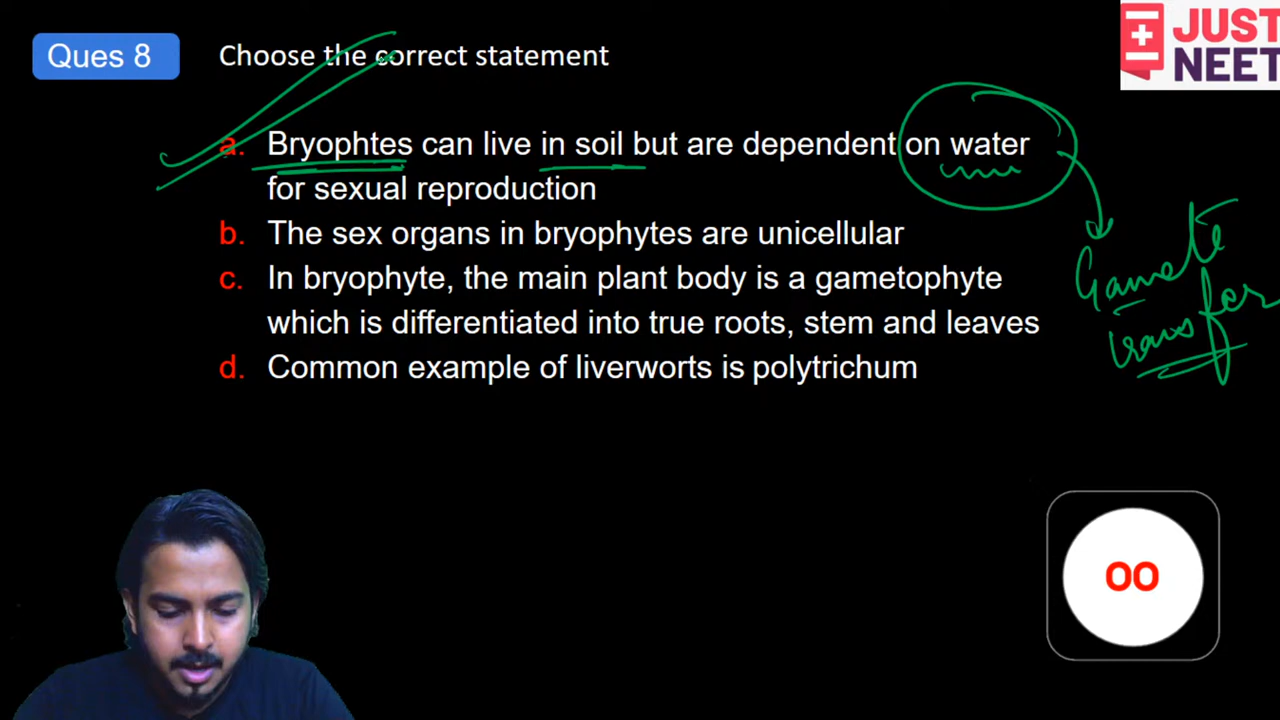 Ques 8
Choose the correct statement
JUST
NEET
a. Bryophtes can live in soil but are dependent on water
for sexual reproduction
b. The sex organs in bryophytes are unicellular
c. In bryophyte, the main plant body is a gametophyte
which is differentiated into true roots, stem and leaves
d. Common example of liverworts is polytrichum
Gamete
transfer
00